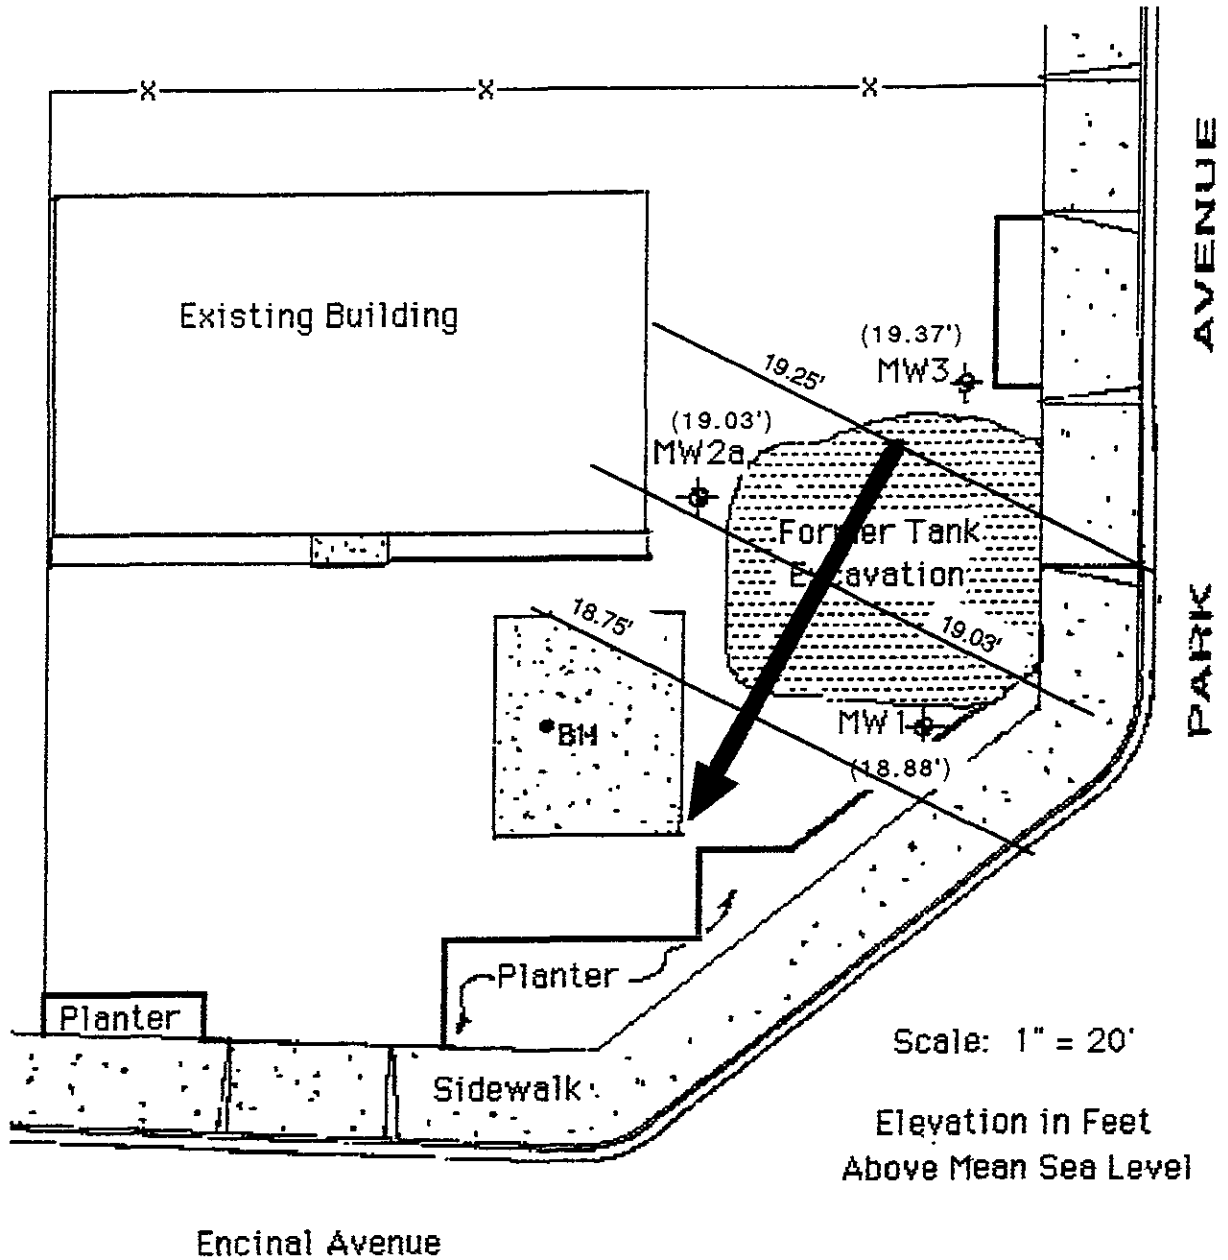 X X X
AVENUE
Existing Building
(19.37')
MW3
19.25'
(19.03')
MW2a
Former Tank
Excavation
18.75'
19.03'
PARK
BH
MW1
(18.88')
Planter
Planter
Scale: 1" = 20'
Sidewalk
Elevation in Feet
Above Mean Sea Level
Encinal Avenue